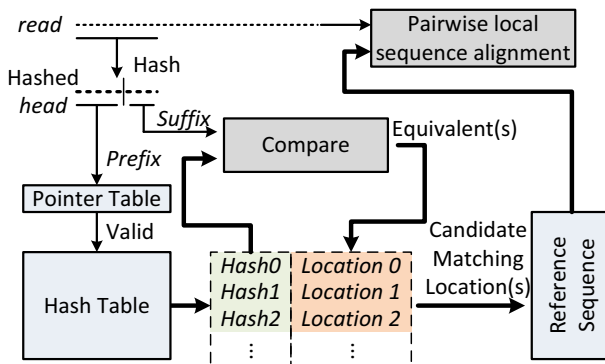 read
Pairwise local
sequence alignment
Hash
Hashed
head
Suffix
Compare
Equivalent(s)
Prefix
Pointer Table
Valid
Hash Table
Hash0
Location 0
Hash1
Location 1
Hash2
Location 2
⋮
⋮
Candidate
Matching
Location(s)
Reference
Sequence